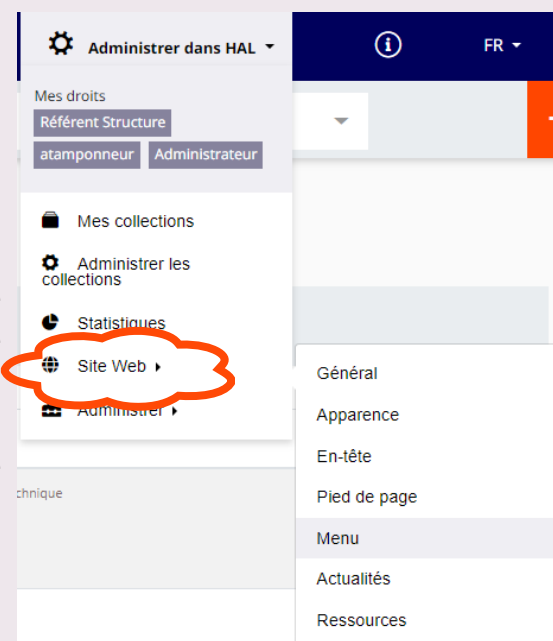 Administrer dans HAL
FR
Mes droits
Référent Structure
atamponneur Administrateur
Mes collections
Administrer les
collections
Statistiques
Site Web
Administrer
Général
Apparence
En-tête
Pied de page
chnique
Menu
Actualités
Ressources